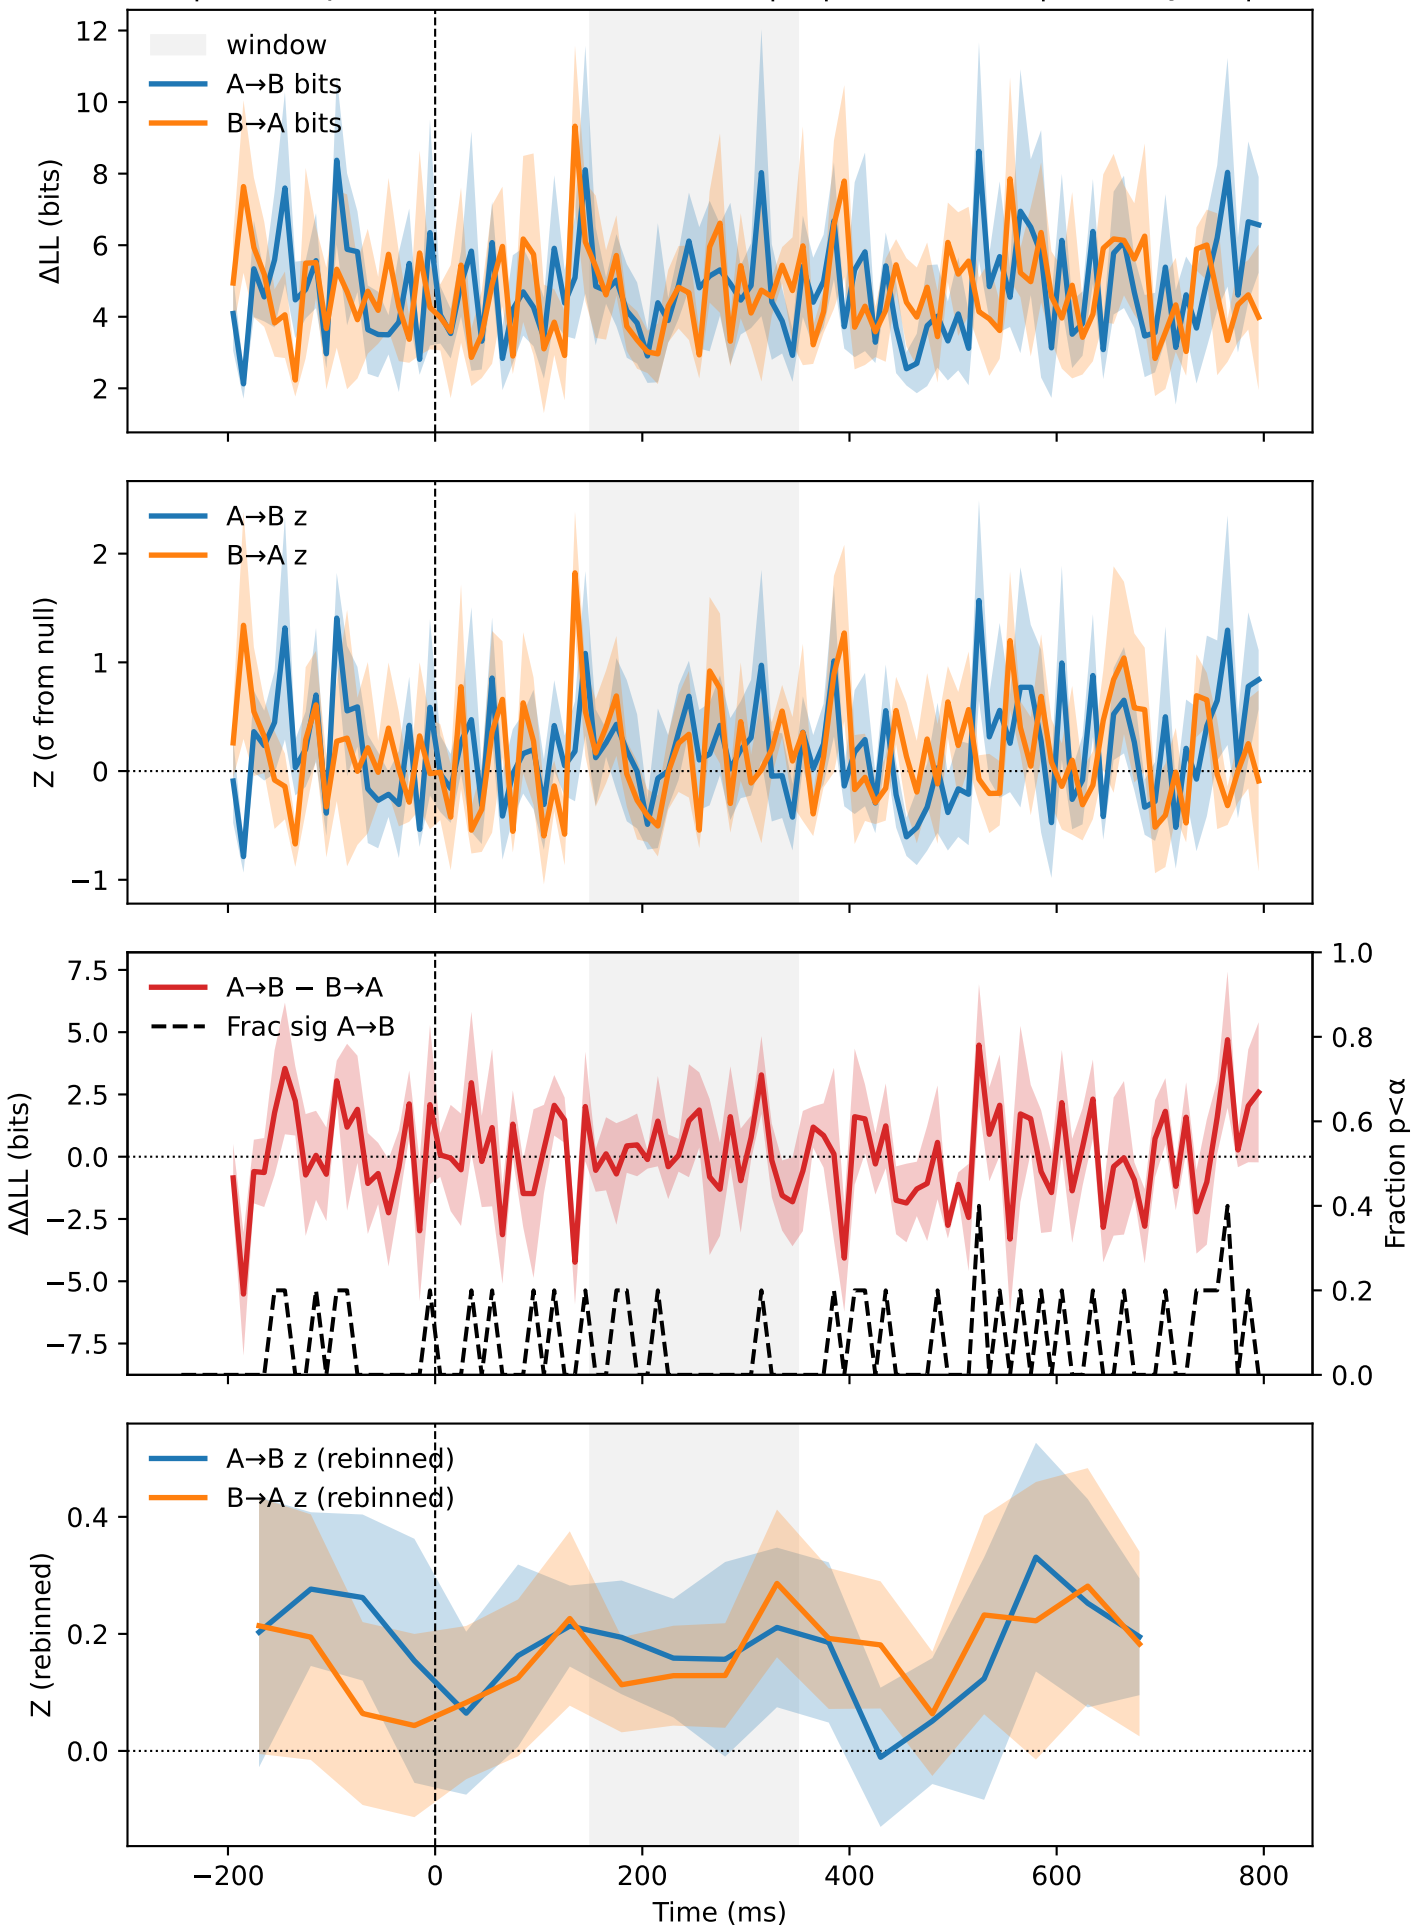 12
10
8
6
4
2
ΔLL (bits)
window
A→B bits
B→A bits
2
1
0
−1
Z (σ from null)
A→B z
B→A z
7.5
5.0
2.5
0.0
−2.5
−5.0
−7.5
ΔΔLL (bits)
A→B − B→A
Frac sig A→B
1.0
0.8
0.6
0.4
0.2
0.0
Fraction p<α
0.4
0.2
0.0
Z (rebinned)
A→B z (rebinned)
B→A z (rebinned)
−200
0
200
400
600
800
Time (ms)